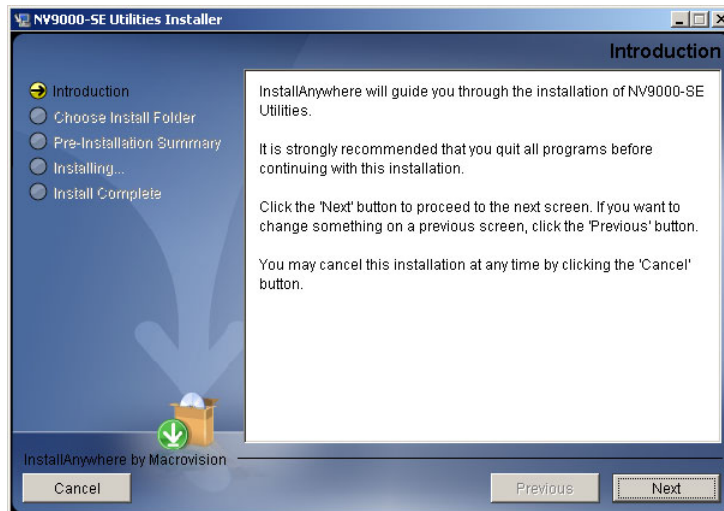 NV9000-SE Utilities Installer
Introduction
Introduction
Choose Install Folder
Pre-Installation Summary
Installing...
Install Complete
InstallAnywhere will guide you through the installation of NV9000-SE
Utilities.
It is strongly recommended that you quit all programs before
continuing with this installation.
Click the 'Next' button to proceed to the next screen. If you want to
change something on a previous screen, click the 'Previous' button.
You may cancel this installation at any time by clicking the 'Cancel'
button.
InstallAnywhere by Macrovision
Cancel
Previous
Next